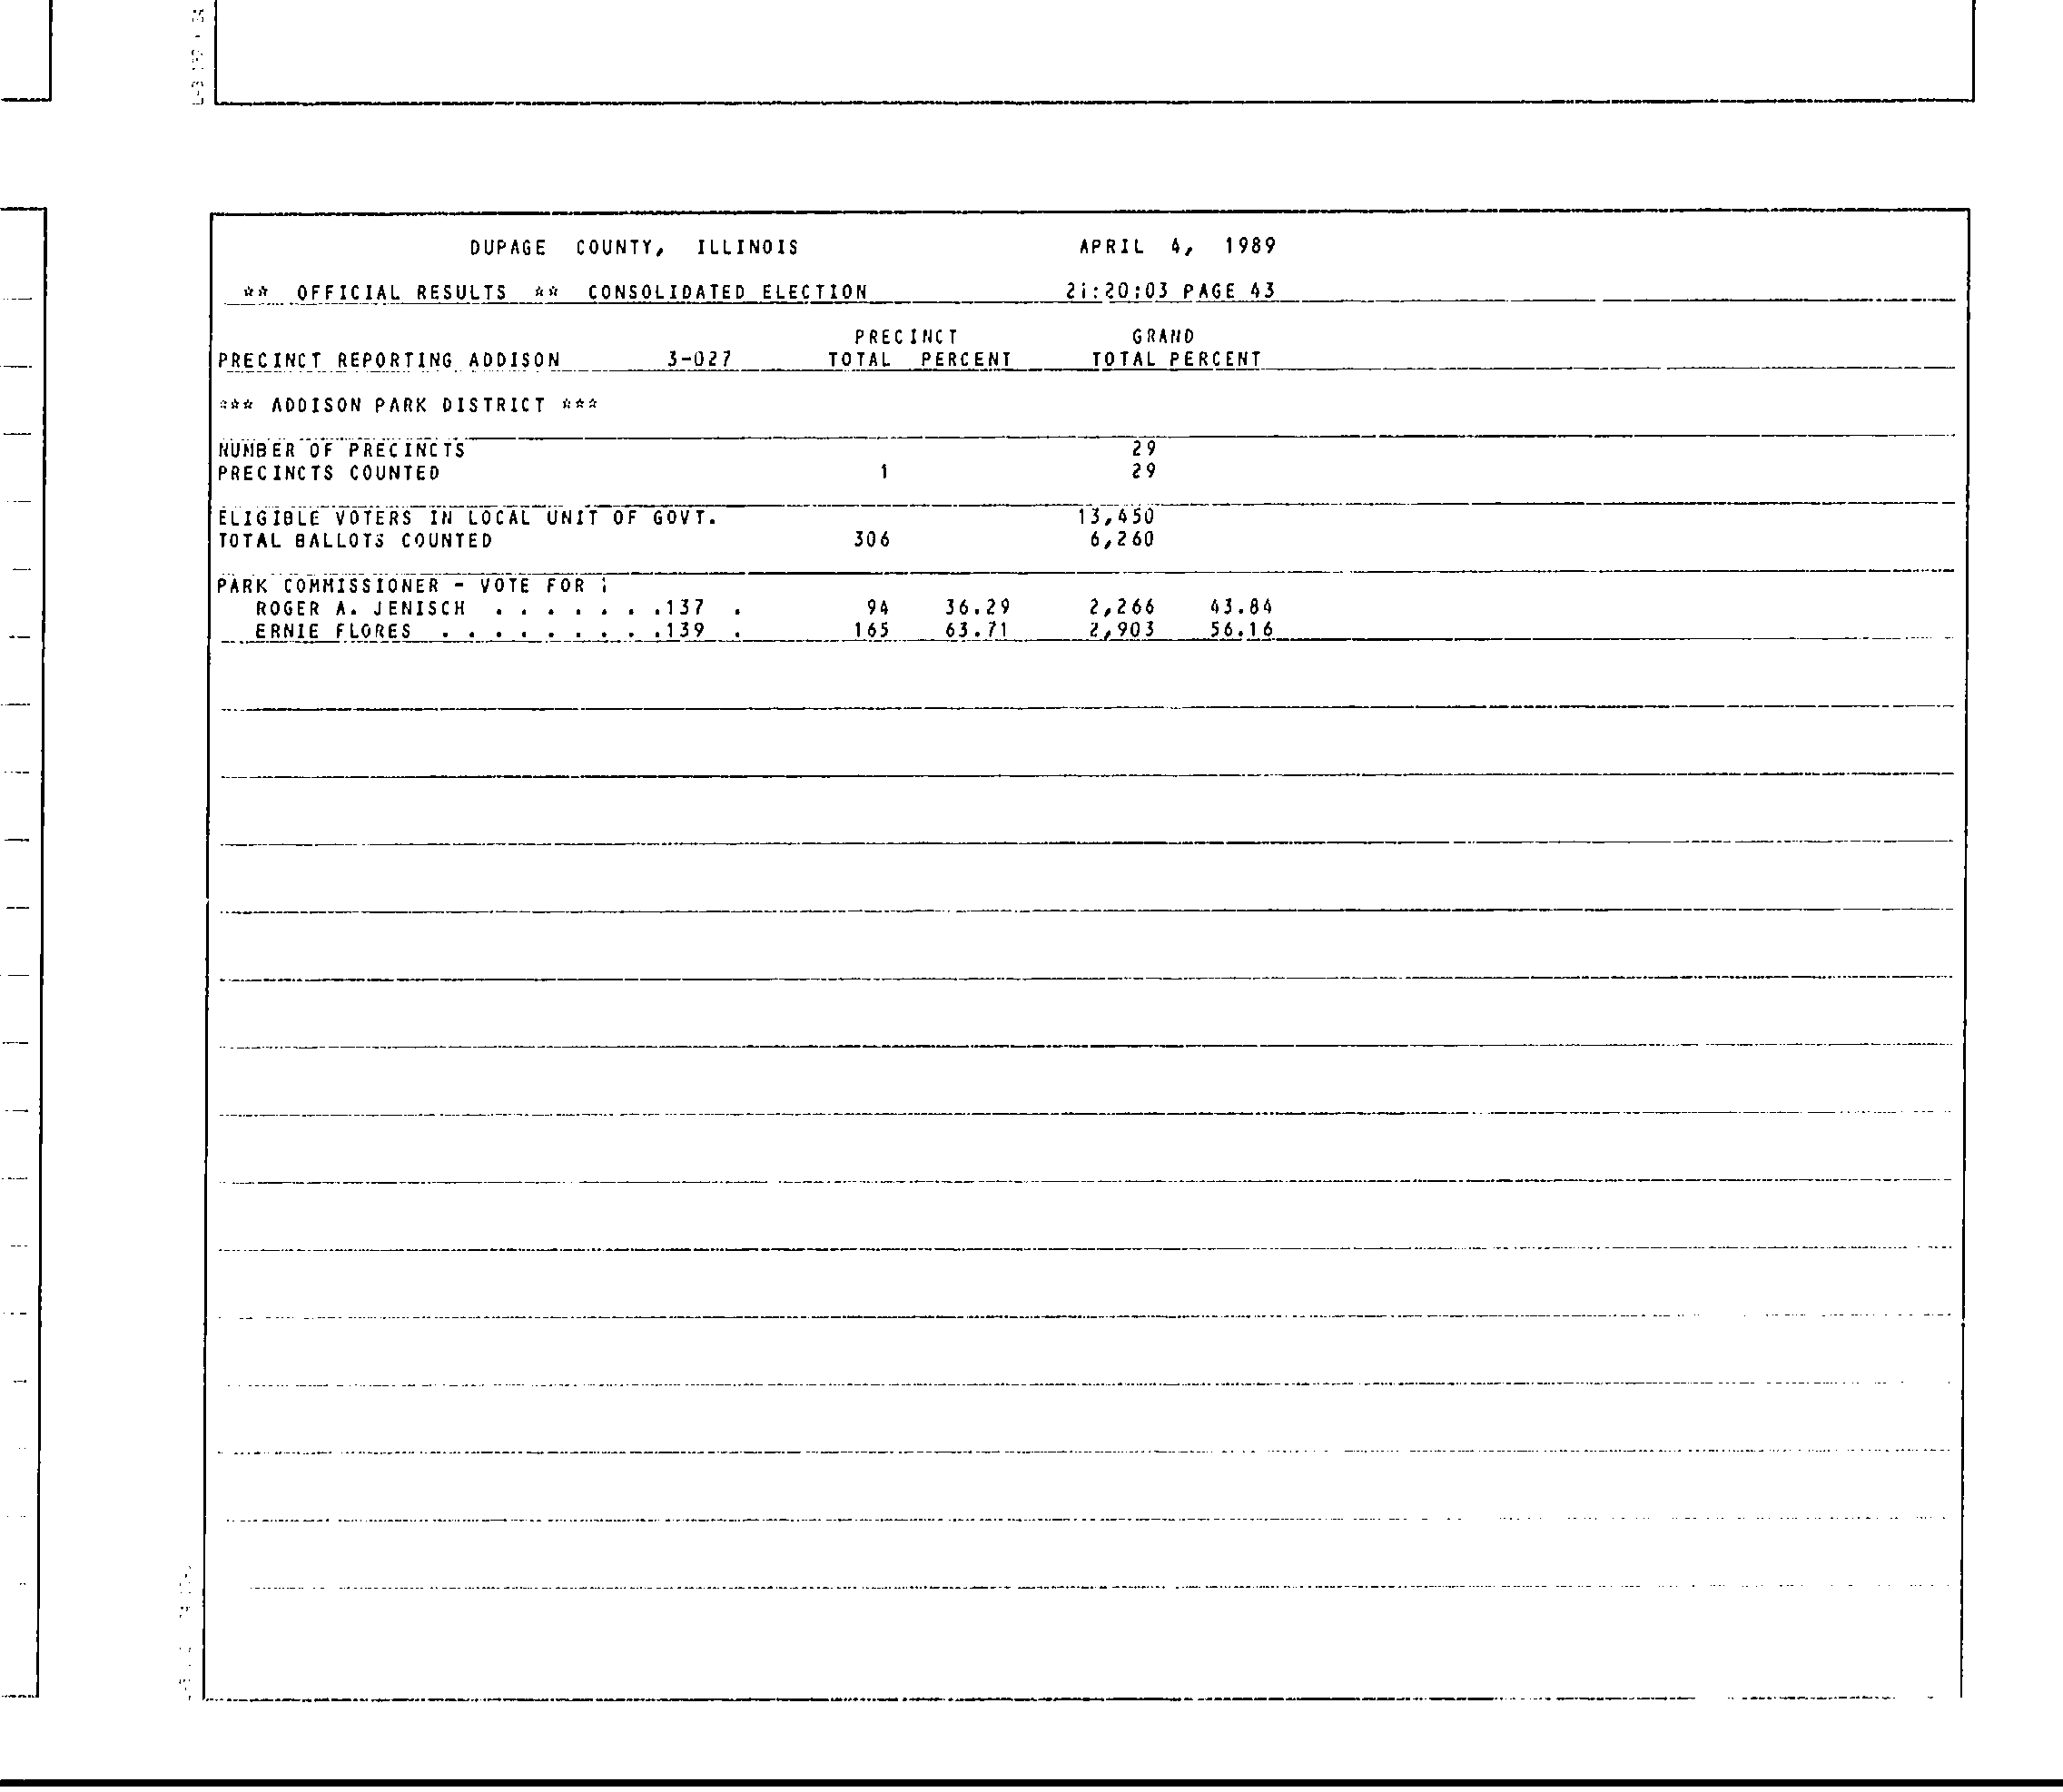 DUPAGE COUNTY, ILLINOIS APRIL 4, 1989
** OFFICIAL RESULTS ** CONSOLIDATED ELECTION 21:20:03 PAGE 43
PRECINCT GRAND
PRECINCT REPORTING ADDISON 3-027 TOTAL PERCENT TOTAL PERCENT
*** ADDISON PARK DISTRICT ***
NUMBER OF PRECINCTS 29
PRECINCTS COUNTED 1 29
ELIGIBLE VOTERS IN LOCAL UNIT OF GOVT. 13,450
TOTAL BALLOTS COUNTED 306 6,260
PARK COMMISSIONER - VOTE FOR 1
ROGER A. JENISCH . . . . . . .137 . 94 36.29 2,266 43.84
ERNIE FLORES . . . . . . . . .139 . 165 63.71 2,903 56.16